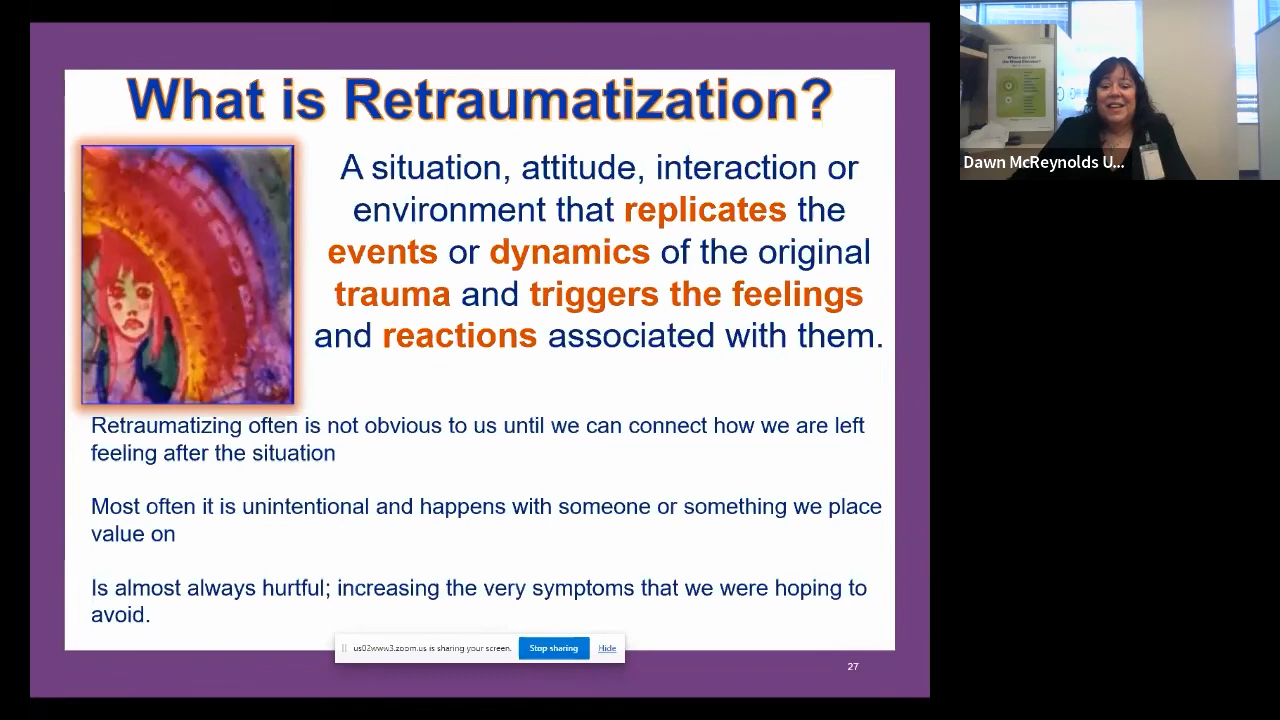 What is Retraumatization?
A situation, attitude, interaction or
environment that replicates the
events or dynamics of the original
trauma and triggers the feelings
and reactions associated with them.
Retraumatizing often is not obvious to us until we can connect how we are left
feeling after the situation
Most often it is unintentional and happens with someone or something we place
value on
Is almost always hurtful; increasing the very symptoms that we were hoping to
avoid.
us02www3.zoom.us is sharing your screen.
Stop sharing
Hide
27
Dawn McReynolds U...